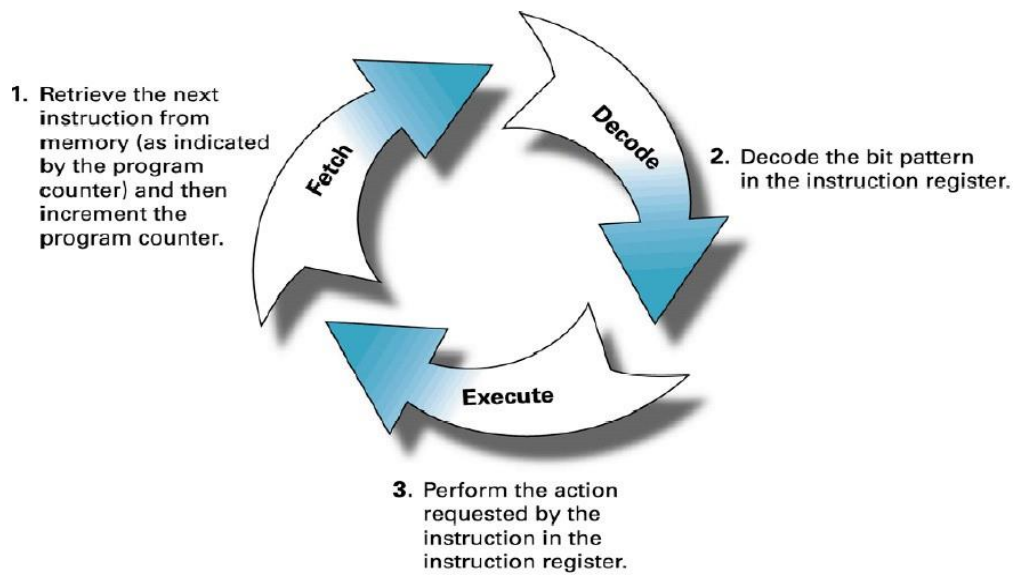 1. Retrieve the next
instruction from
memory (as indicated
by the program
counter) and then
increment the
program counter.
Fetch
Decode
2. Decode the bit pattern
in the instruction register.
Execute
3. Perform the action
requested by the
instruction in the
instruction register.